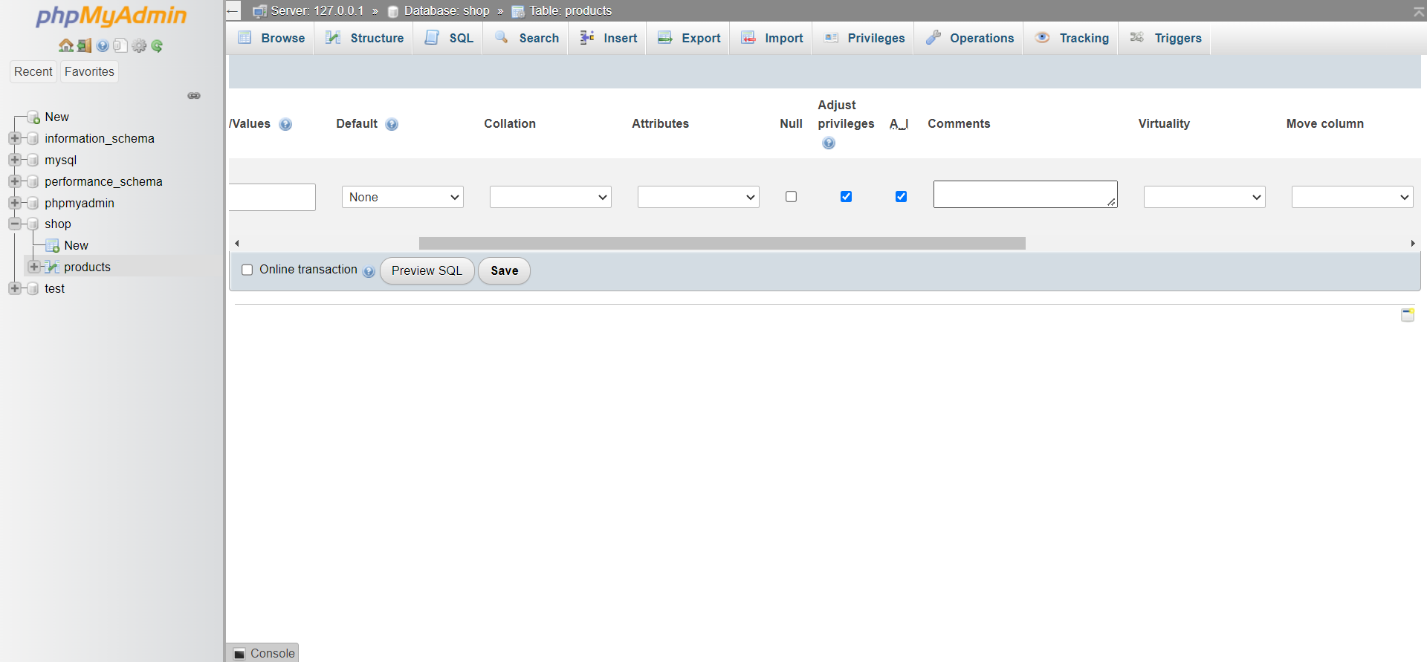 phpMyAdmin
Recent Favorites
New
information_schema
mysql
performance_schema
phpmyadmin
shop
New
products
test
Server: 127.0.0.1 » Database: shop » Table: products
Browse Structure SQL Search Insert Export Import Privileges Operations Tracking Triggers
/Values Default Collation Attributes Null Adjust privileges A_I Comments Virtuality Move column
None
Online transaction Preview SQL Save
Console